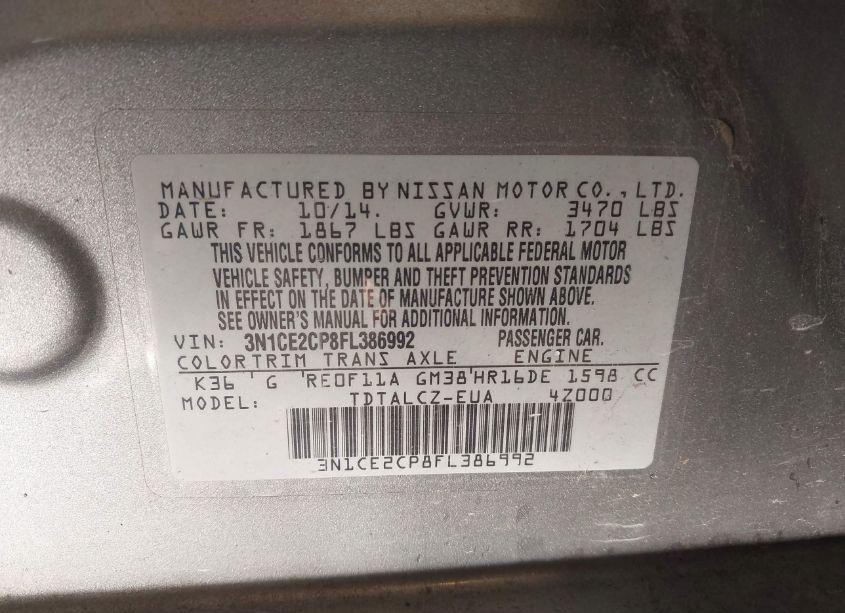 MANUFACTURED BY NISSAN MOTOR CO., LTD.
DATE: 10/14. GVWR: 3470 LBS
GAWR FR: 1867 LBS GAWR RR: 1704 LBS
THIS VEHICLE CONFORMS TO ALL APPLICABLE FEDERAL MOTOR
VEHICLE SAFETY, BUMPER AND THEFT PREVENTION STANDARDS
IN EFFECT ON THE DATE OF MANUFACTURE SHOWN ABOVE.
SEE OWNER'S MANUAL FOR ADDITIONAL INFORMATION.
VIN: 3N1CE2CP8FL386992 PASSENGER CAR.
COLOR TRIM TRANS AXLE ENGINE
K36 G RE0F11A GM38 HR16DE 1598 CC
MODEL: TDTALCZ-EUA 4Z000
3N1CE2CP8FL386992